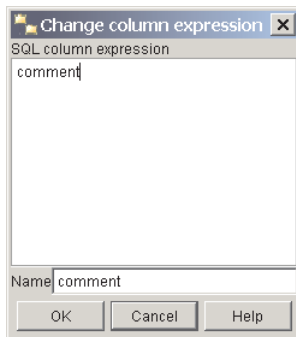 Change column expression
SQL column expression
comment
Name comment
OK Cancel Help